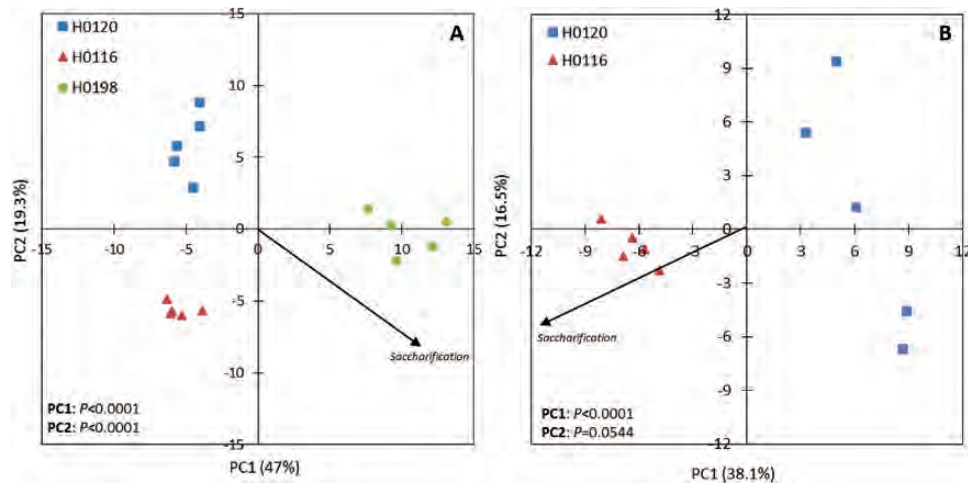 A
H0120
H0116
H0198
15
10
5
0
-5
-10
-15
-15
-10
-5
0
5
10
15
PC2 (19.3%)
Saccharification
PC1: P<0.0001
PC2: P<0.0001
PC1 (47%)
B
H0120
H0116
12
9
6
3
0
-3
-6
-9
-12
-12
-9
-6
-3
0
3
6
9
12
PC2 (16.5%)
Saccharification
PC1: P<0.0001
PC2: P=0.0544
PC1 (38.1%)